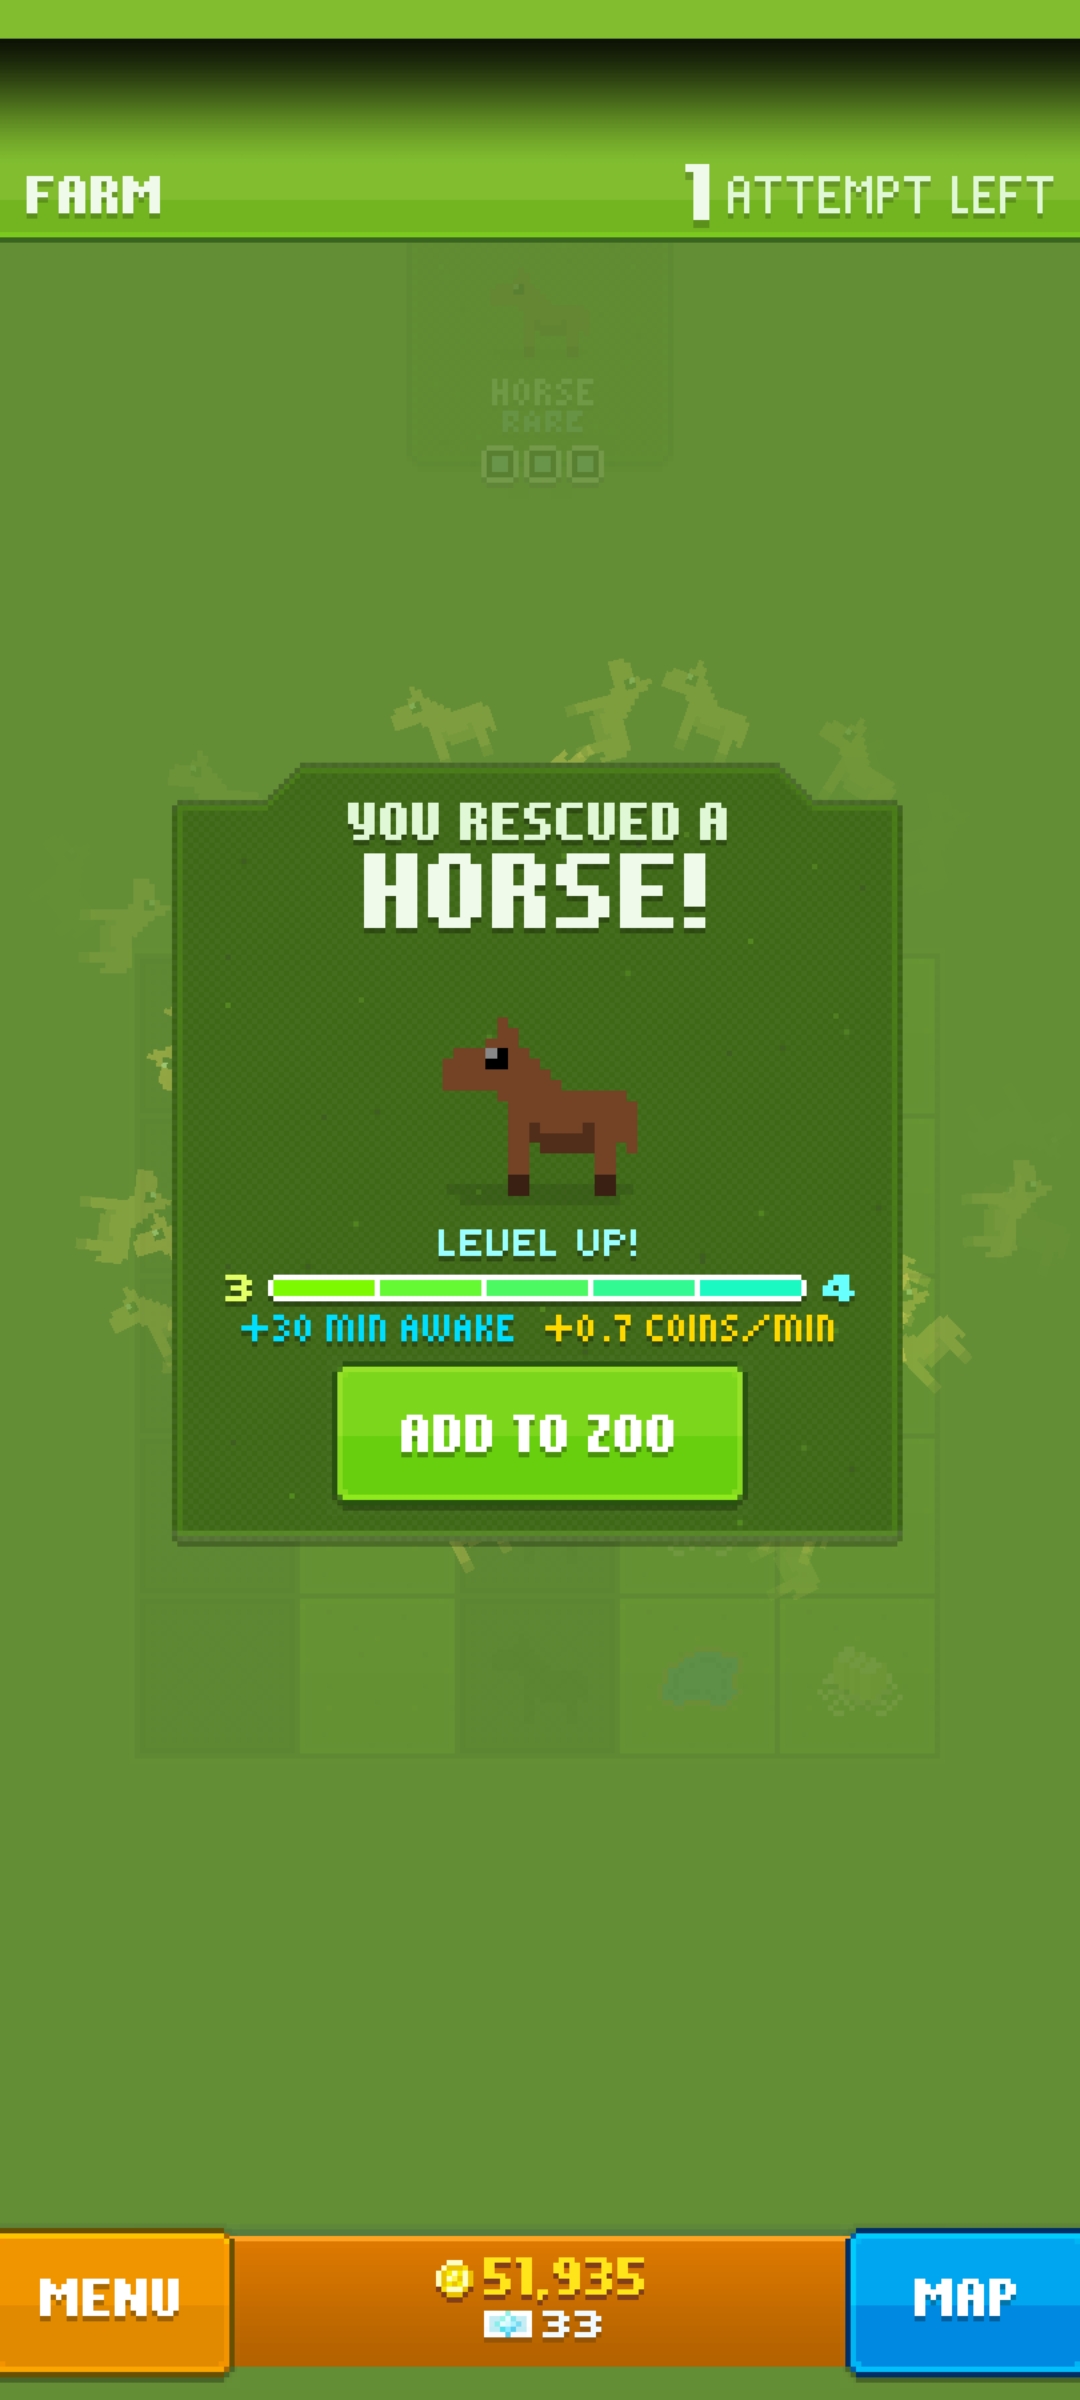 FARM
1 ATTEMPT LEFT
HORSE
RARE
YOU RESCUED A
HORSE!
LEVEL UP!
3 4
+30 MIN AWAKE +0.7 COINS/MIN
ADD TO ZOO
MENU
51,935
33
MAP